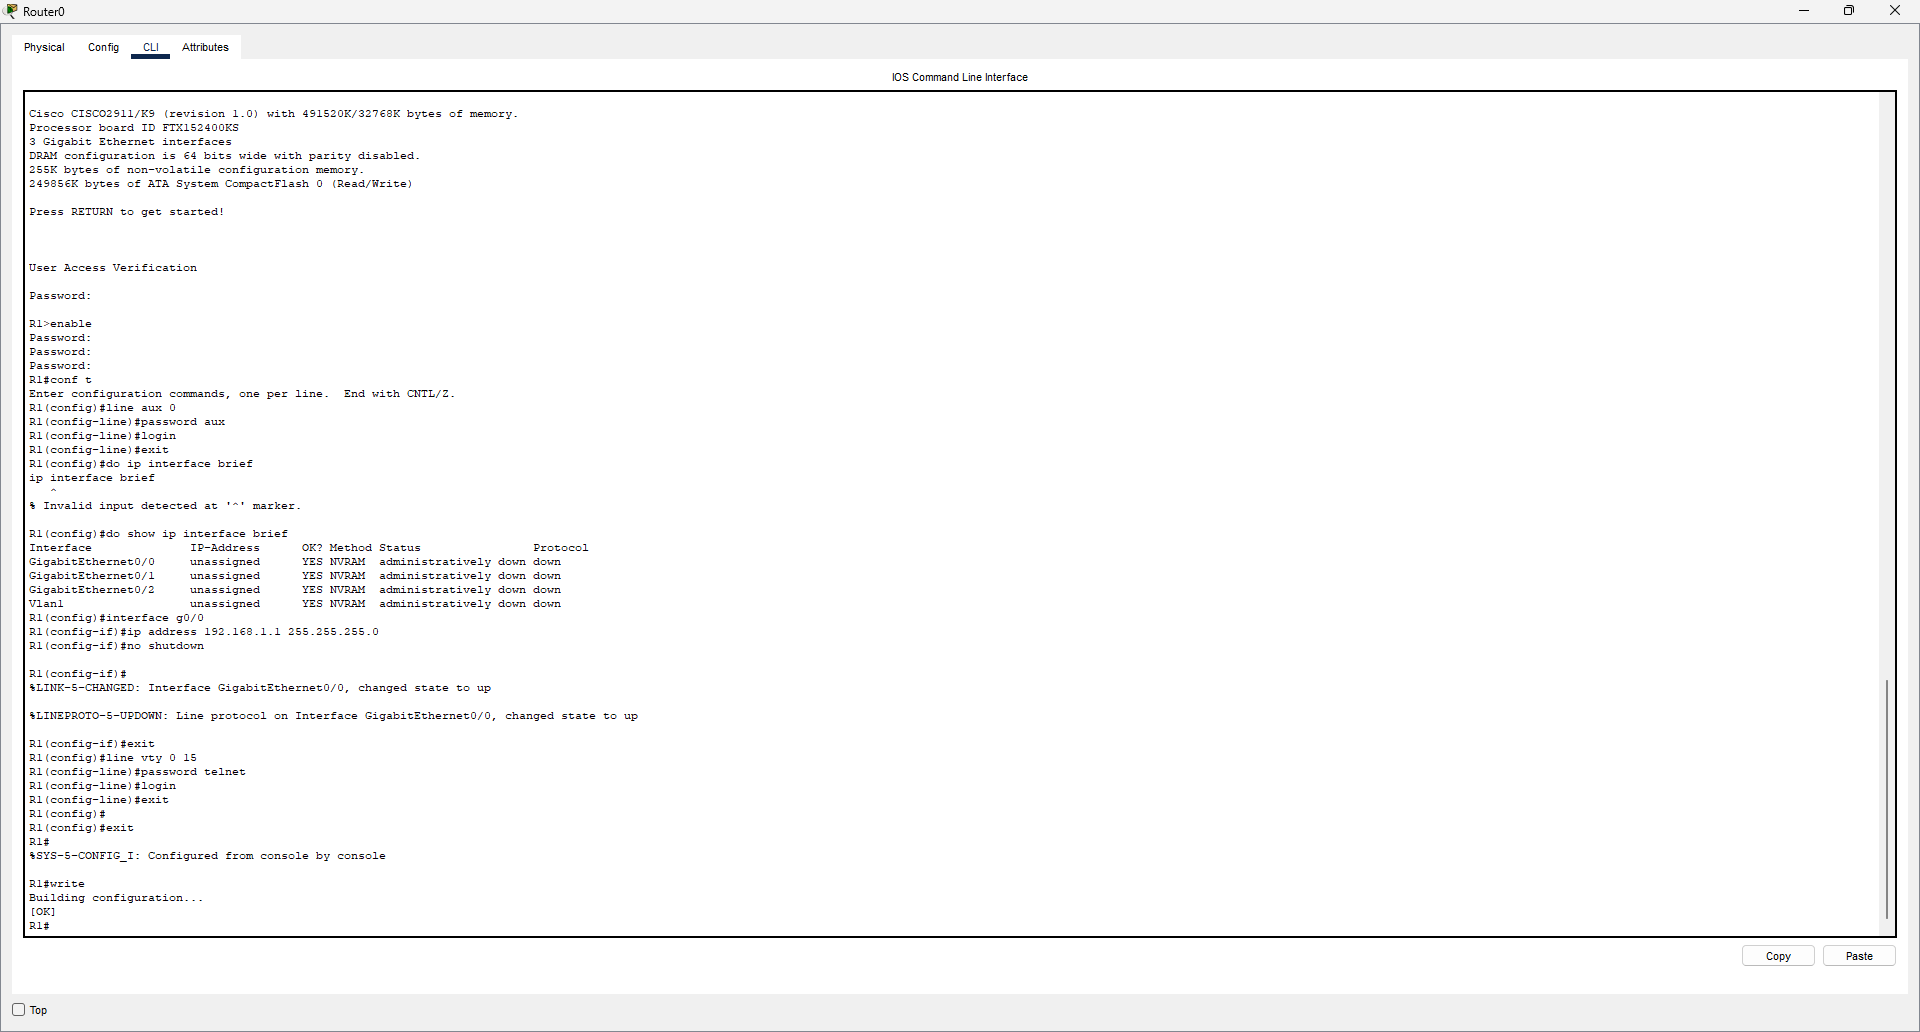 Router0
Physical Config CLI Attributes
IOS Command Line Interface
Cisco CISCO2911/K9 (revision 1.0) with 491520K/32768K bytes of memory.
Processor board ID FTX152400KS
3 Gigabit Ethernet interfaces
DRAM configuration is 64 bits wide with parity disabled.
255K bytes of non-volatile configuration memory.
249856K bytes of ATA System CompactFlash 0 (Read/Write)
Press RETURN to get started!
User Access Verification
Password:
R1>enable
Password:
Password:
Password:
R1#conf t
Enter configuration commands, one per line.  End with CNTL/Z.
R1(config)#line aux 0
R1(config-line)#password aux
R1(config-line)#login
R1(config-line)#exit
R1(config)#do ip interface brief
ip interface brief
^
% Invalid input detected at '^' marker.
R1(config)#do show ip interface brief
Interface IP-Address OK? Method Status Protocol
GigabitEthernet0/0 unassigned YES NVRAM administratively down down
GigabitEthernet0/1 unassigned YES NVRAM administratively down down
GigabitEthernet0/2 unassigned YES NVRAM administratively down down
Vlan1 unassigned YES NVRAM administratively down down
R1(config)#interface g0/0
R1(config-if)#ip address 192.168.1.1 255.255.255.0
R1(config-if)#no shutdown
R1(config-if)#
%LINK-5-CHANGED: Interface GigabitEthernet0/0, changed state to up
%LINEPROTO-5-UPDOWN: Line protocol on Interface GigabitEthernet0/0, changed state to up
R1(config-if)#exit
R1(config)#line vty 0 15
R1(config-line)#password telnet
R1(config-line)#login
R1(config-line)#exit
R1(config)#
R1(config)#exit
R1#
%SYS-5-CONFIG_I: Configured from console by console
R1#write
Building configuration...
[OK]
R1#
Copy Paste
Top